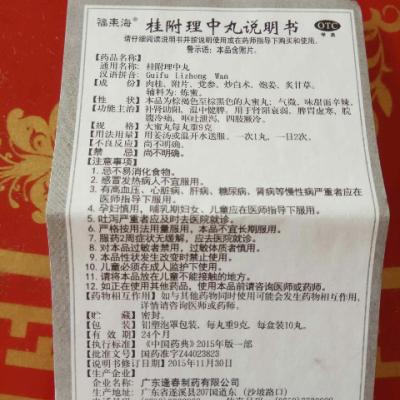 福来海® 桂附理中丸说明书
OTC
甲类
请仔细阅读说明书并按说明使用或在药师指导下购买和使用。
警示语：本品含附片。
【药品名称】
通用名称：桂附理中丸
汉语拼音：Guifu lizhong Wan
【成　　份】肉桂、附片、党参、炒白术、炮姜、炙甘草。
辅料为：炼蜜。
【性　　状】本品为棕褐色至棕黑色的大蜜丸；气微，味甜而辛辣。
【功能主治】补肾助阳，温中健脾。用于肾阳衰弱，脾胃虚寒，脘
腹冷痛，呕吐泄泻，四肢厥冷。
【规　　格】大蜜丸每丸重9克
【用法用量】用姜汤或温开水送服，一次1丸，一日2次。
【不良反应】尚不明确。
【禁　　忌】尚不明确。
【注意事项】
1. 忌不易消化食物。
2. 感冒发热病人不宜服用。
3. 有高血压、心脏病、肝病、糖尿病、肾病等慢性病严重者应在
医师指导下服用。
4. 孕妇慎用，哺乳期妇女、儿童应在医师指导下服用。
5. 吐泻严重者应及时去医院就诊。
6. 严格按用法用量服用，本品不宜长期服用。
7. 服药2周症状无缓解，应去医院就诊。
8. 对本品过敏者禁用，过敏体质者慎用。
9. 本品性状发生改变时禁止使用。
10. 儿童必须在成人监护下使用。
11. 请将本品放在儿童不能接触的地方。
12. 如正在使用其他药品，使用本品前请咨询医师或药师。
【药物相互作用】如与其他药物同时使用可能会发生药物相互作用，
详情请咨询医师或药师。
【贮　　藏】密封。
【包　　装】铝塑泡罩包装，每丸重9克，每盒装10丸。
【有 效 期】24个月
【执行标准】《中国药典》2015年版一部
【批准文号】国药准字Z44023823
【说明书修订日期】2015年11月30日
【生产企业】
企业名称：广东逢春制药有限公司
生产地址：广东省遂溪县207国道东（沙坡路口）